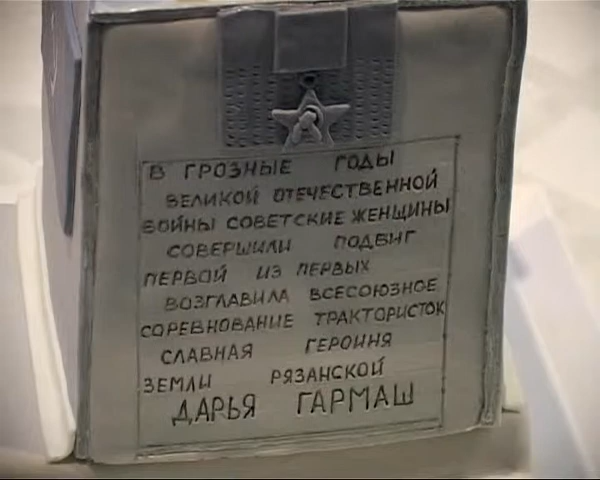 В ГРОЗНЫЕ ГОДЫ
ВЕЛИКОЙ ОТЕЧЕСТВЕННОЙ
ВОЙНЫ СОВЕТСКИЕ ЖЕНЩИНЫ
СОВЕРШИЛИ ПОДВИГ
ПЕРВОЙ ИЗ ПЕРВЫХ
ВОЗГЛАВИЛА ВСЕСОЮЗНОЕ
СОРЕВНОВАНИЕ ТРАКТОРИСТОК
СЛАВНАЯ ГЕРОИНЯ
ЗЕМЛИ РЯЗАНСКОЙ
ДАРЬЯ ГАРМАШ